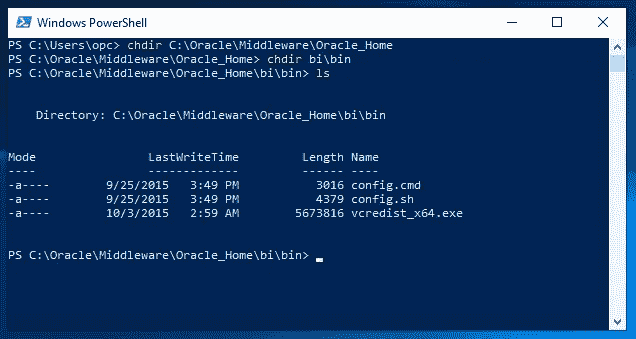 Windows PowerShell
PS C:\Users\opc> chdir C:\Oracle\Middleware\Oracle_Home
PS C:\Oracle\Middleware\Oracle_Home> chdir bi\bin
PS C:\Oracle\Middleware\Oracle_Home\bi\bin> ls
Directory: C:\Oracle\Middleware\Oracle_Home\bi\bin
Mode LastWriteTime Length Name
---- ------------- ------ ----
-a---- 9/25/2015 3:49 PM 3016 config.cmd
-a---- 9/25/2015 3:49 PM 4379 config.sh
-a---- 10/3/2015 2:59 AM 5673816 vcredist_x64.exe
PS C:\Oracle\Middleware\Oracle_Home\bi\bin>